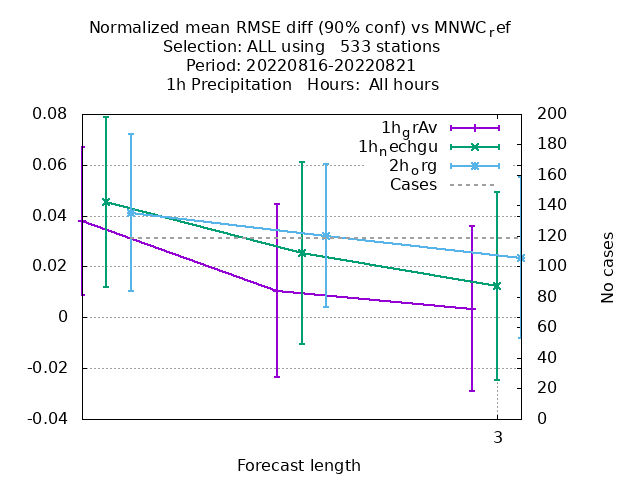 Normalized mean RMSE diff (90% conf) vs MNWC_ref
Selection: ALL using   533 stations
Period: 20220816-20220821
1h Precipitation   Hours:  All hours
0.08
0.06
0.04
0.02
0
-0.02
-0.04
1h_grAv
1h_nechgu
2h_org
Cases
200
180
160
140
120
100
80
60
40
20
0
No cases
3
Forecast length